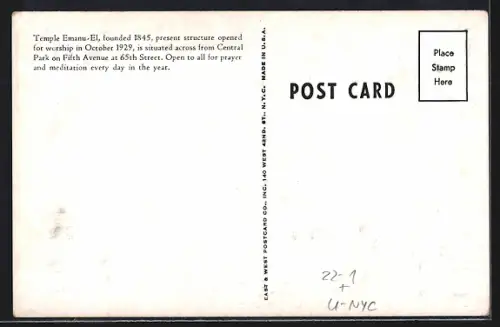 Temple Emanu-El, founded 1845, present structure opened
for worship in October 1929, is situated across from Central
Park on Fifth Avenue at 65th Street. Open to all for prayer
and meditation every day in the year.
EAST & WEST POSTCARD CO., INC. 140 WEST 42ND. ST., N.Y.C. MADE IN U.S.A.
POST CARD
Place
Stamp
Here
22-1
+
U-NYC